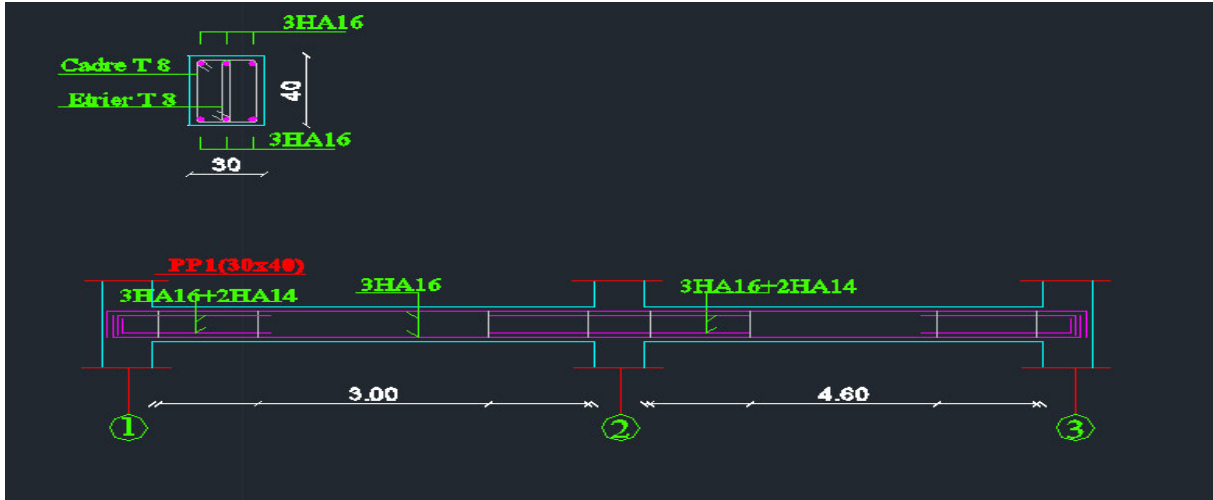 3HA16
Cadre T 8
Etrier T 8
40
3HA16
30
PP1(30x40)
3HA16+2HA14
3HA16
3HA16+2HA14
3.00
4.60
1
2
3